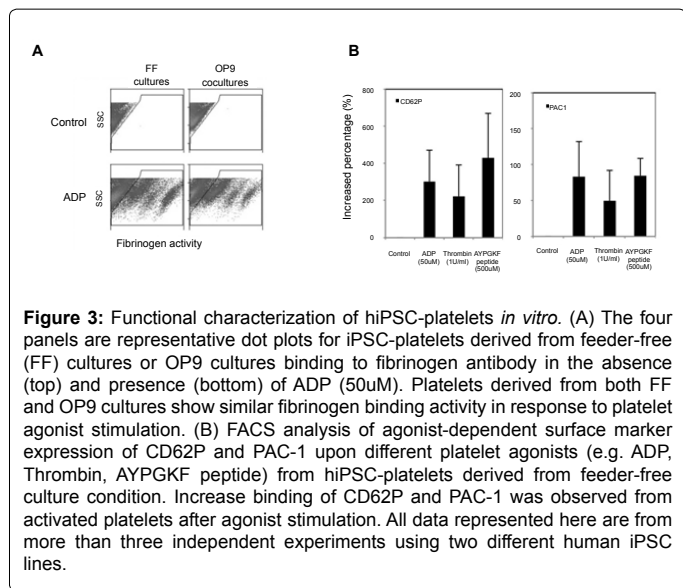 A
FF
cultures
OP9
cocultures
Control
SSC
ADP
SSC
Fibrinogen activity
B
Increased percentage (%)
800
600
400
200
0
CD62P
Control
ADP
(50uM)
Thrombin
(1U/ml)
AYPGKF
peptide
(500uM)
200
150
100
50
0
PAC1
Control
ADP
(50uM)
Thrombin
(1U/ml)
AYPGKF
peptide
(500uM)
Figure 3: Functional characterization of hiPSC-platelets in vitro. (A) The four
panels are representative dot plots for iPSC-platelets derived from feeder-free
(FF) cultures or OP9 cultures binding to fibrinogen antibody in the absence
(top) and presence (bottom) of ADP (50uM). Platelets derived from both FF
and OP9 cultures show similar fibrinogen binding activity in response to platelet
agonist stimulation. (B) FACS analysis of agonist-dependent surface marker
expression of CD62P and PAC-1 upon different platelet agonists (e.g. ADP,
Thrombin, AYPGKF peptide) from hiPSC-platelets derived from feeder-free
culture condition. Increase binding of CD62P and PAC-1 was observed from
activated platelets after agonist stimulation. All data represented here are from
more than three independent experiments using two different human iPSC
lines.